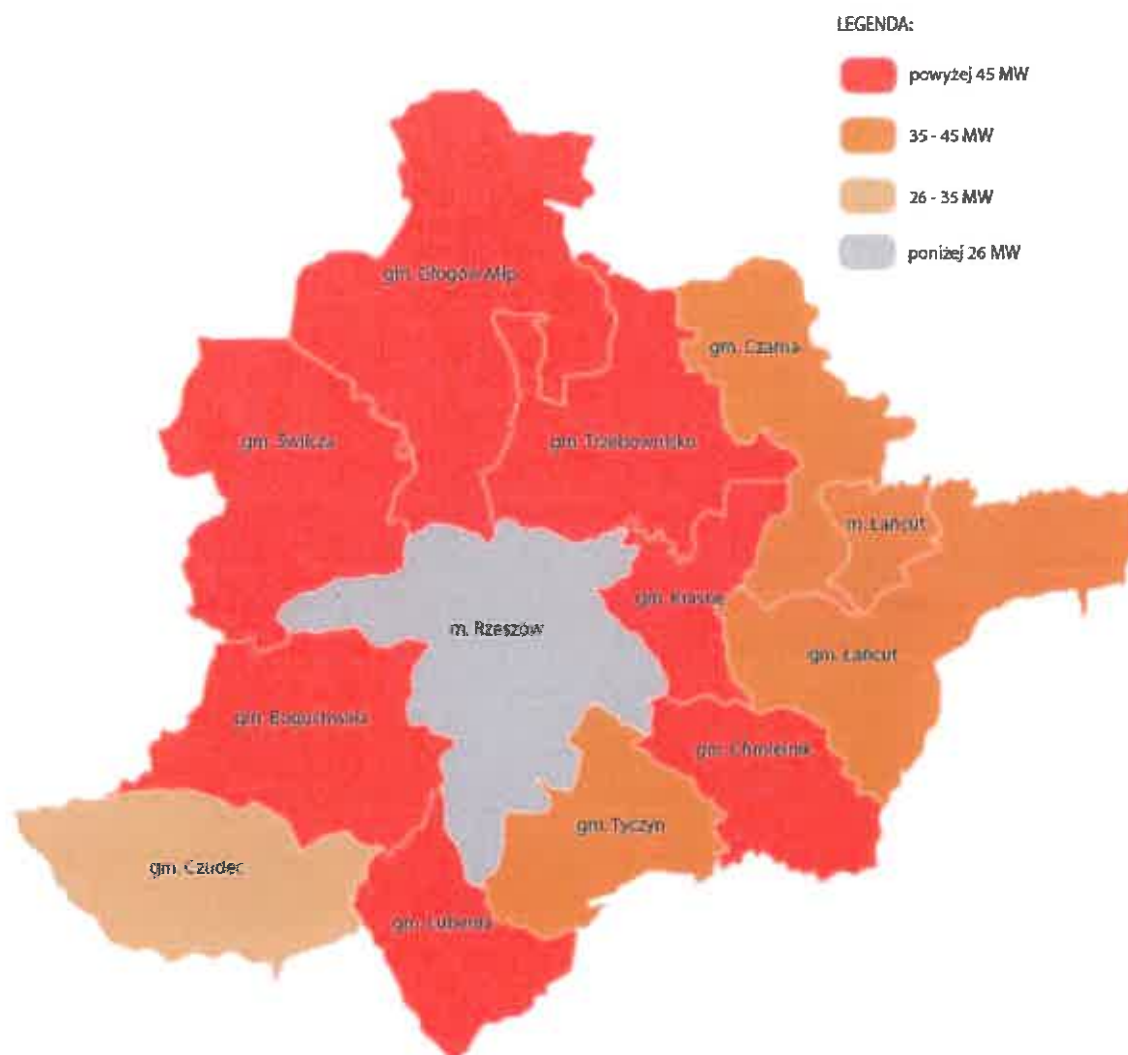 LEGENDA:
powyżej 45 MW
35 - 45 MW
26 - 35 MW
poniżej 26 MW
gm. Głogów Młp
gm. Czarna
gm. Świlcza
gm. Trzebownisko
m. Łańcut
gm. Krasne
m. Rzeszów
gm. Łańcut
gm. Boguchwała
gm. Chmielnik
gm. Tyczyn
gm. Czudec
gm. Lubenia